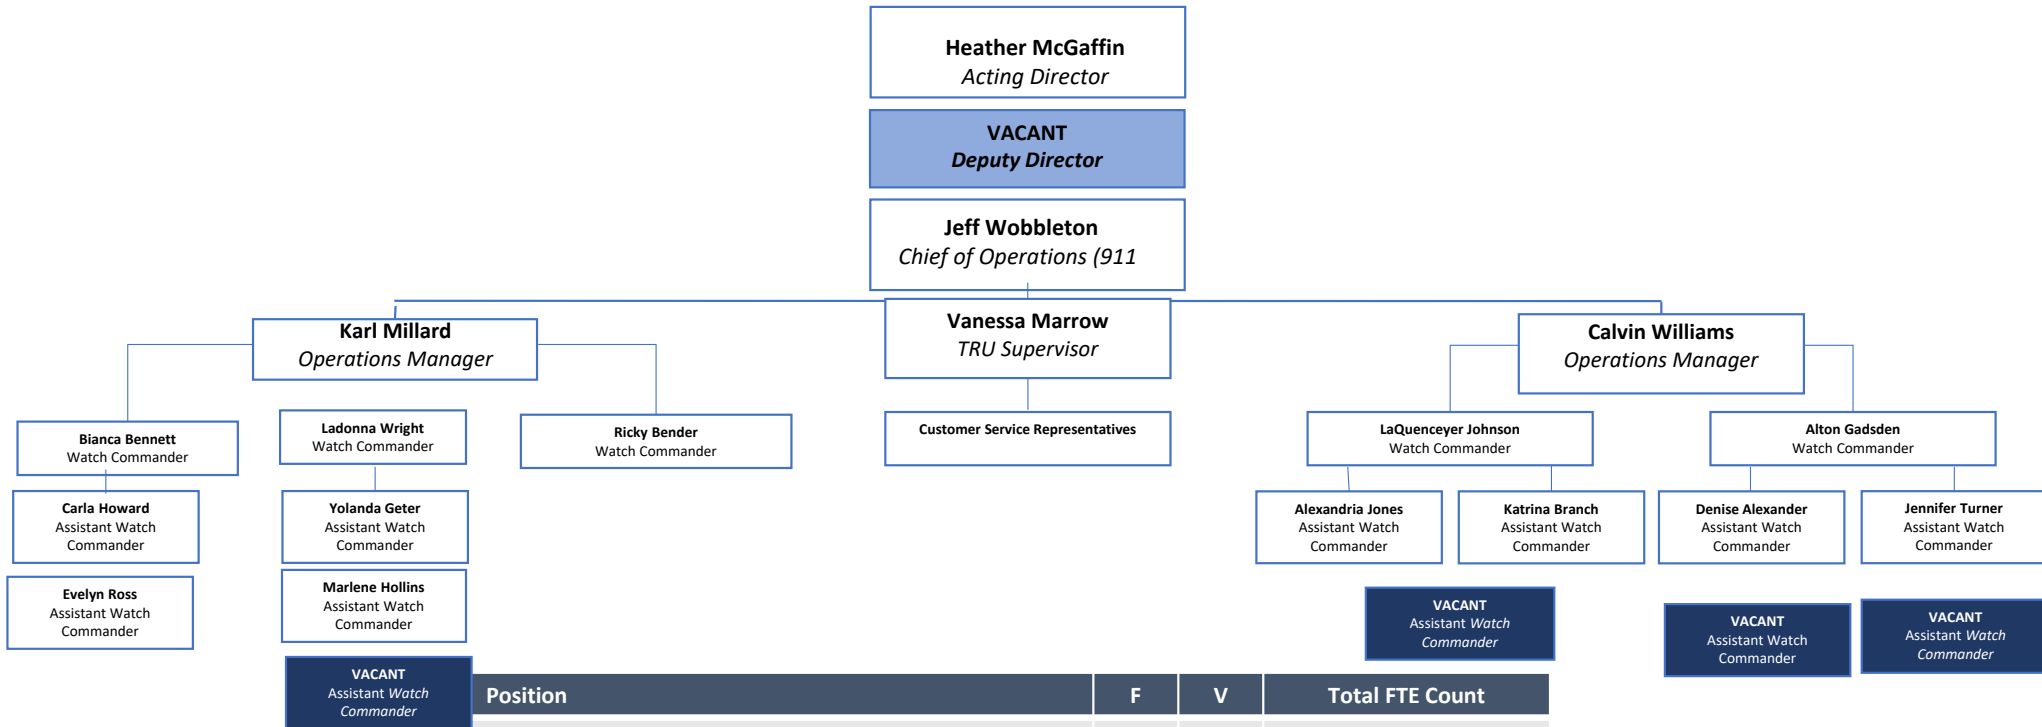 Heather McGaffin
Acting Director
VACANT
Deputy Director
Jeff Wobbleton
Chief of Operations (911
Karl Millard
Operations Manager
Vanessa Marrow
TRU Supervisor
Calvin Williams
Operations Manager
Bianca Bennett
Watch Commander
Ladonna Wright
Watch Commander
Ricky Bender
Watch Commander
Customer Service Representatives
LaQuenceyer Johnson
Watch Commander
Alton Gadsden
Watch Commander
Carla Howard
Assistant Watch
Commander
Yolanda Geter
Assistant Watch
Commander
Alexandria Jones
Assistant Watch
Commander
Katrina Branch
Assistant Watch
Commander
Denise Alexander
Assistant Watch
Commander
Jennifer Turner
Assistant Watch
Commander
Evelyn Ross
Assistant Watch
Commander
Marlene Hollins
Assistant Watch
Commander
VACANT
Assistant Watch
Commander
VACANT
Assistant Watch
Commander
VACANT
Assistant Watch
Commander
VACANT
Assistant Watch
Commander
Position F V Total FTE Count